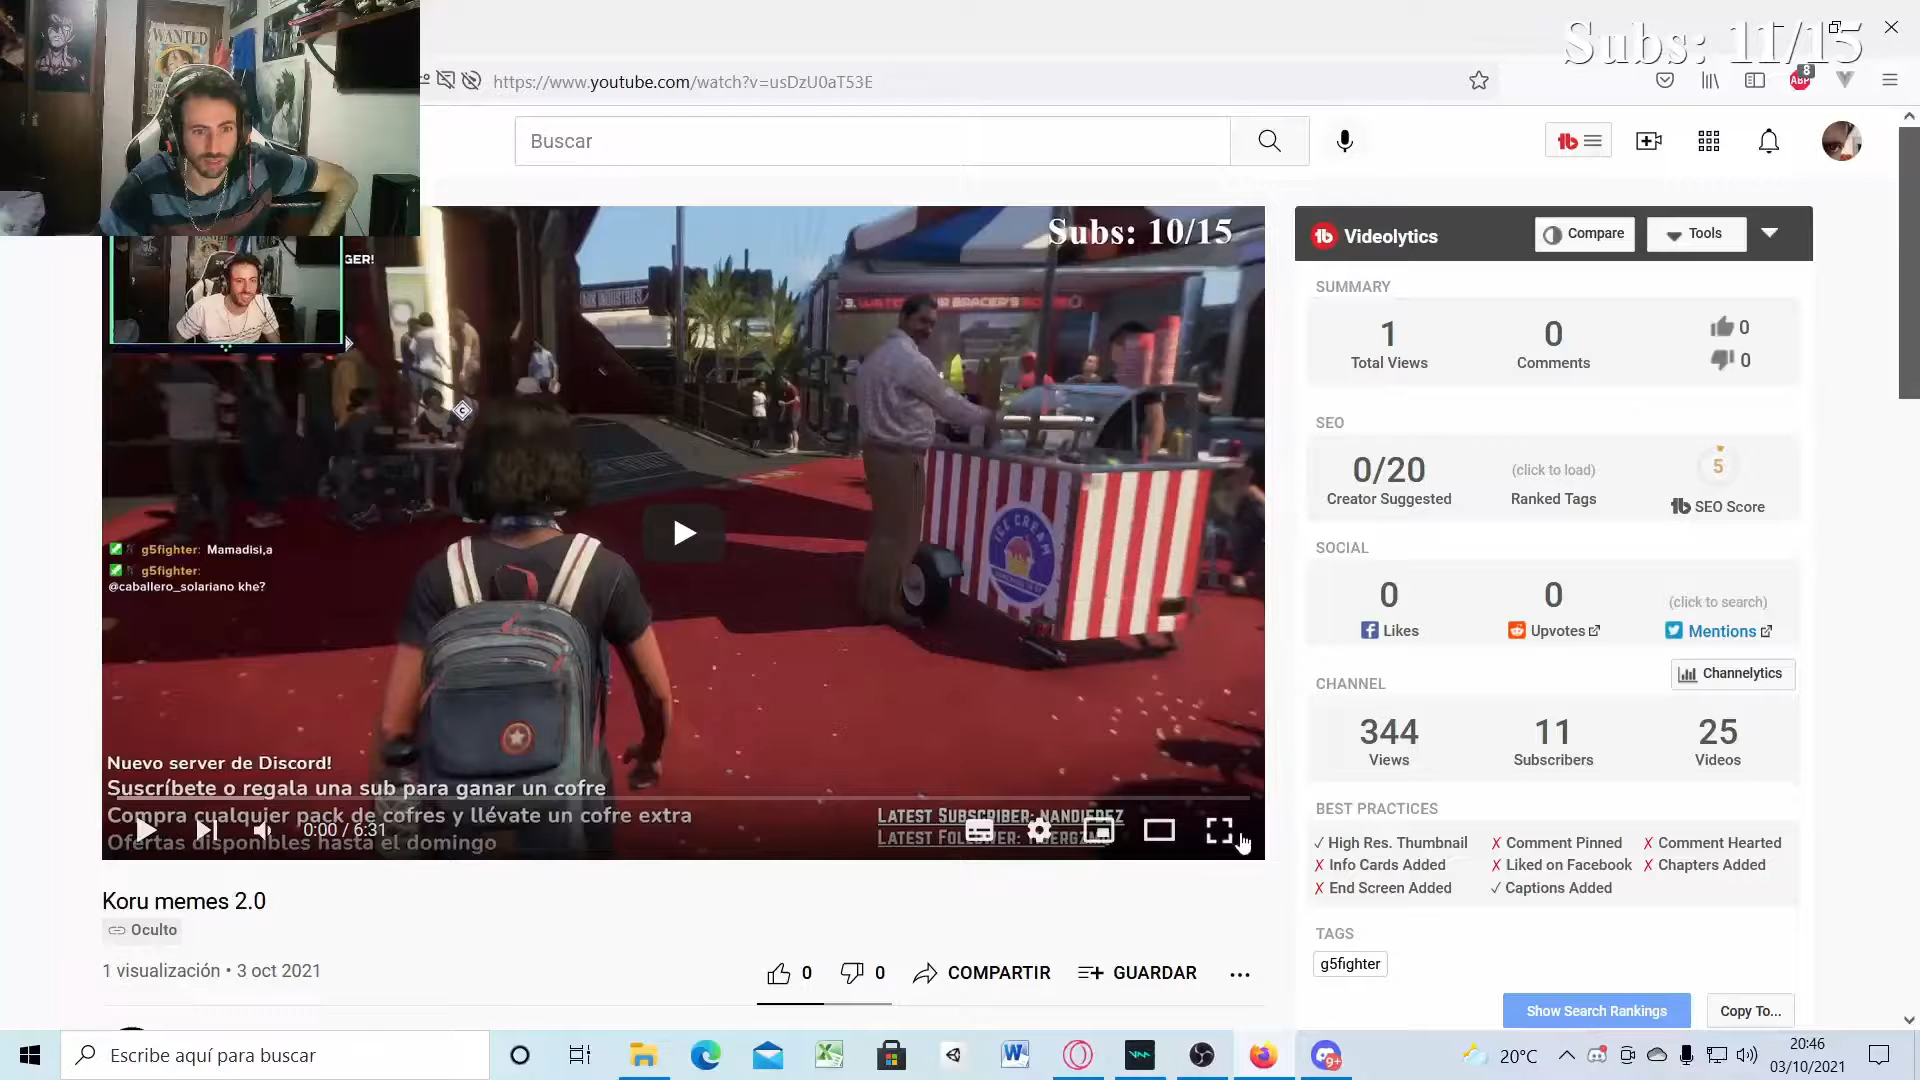 WANTED
Subs: 11/15
https://www.youtube.com/watch?v=usDzU0aT53E
ABP
8
Buscar
GER!
Subs: 10/15
ICE CREAM
g5fighter: Mamadisi,a
g5fighter:
@caballero_solariano khe?
Nuevo server de Discord!
Suscríbete o regala una sub para ganar un cofre
Compra cualquier pack de cofres y llévate un cofre extra
Ofertas disponibles hasta el domingo
Latest Subscriber: nandiepez
Latest Follower:
0:00 / 6:31
Koru memes 2.0
Oculto
1 visualización • 3 oct 2021
0
0
COMPARTIR
GUARDAR
Videolytics
Compare
Tools
SUMMARY
1
Total Views
0
Comments
0
0
SEO
0/20
Creator Suggested
(click to load)
Ranked Tags
5
SEO Score
SOCIAL
0
Likes
0
Upvotes
(click to search)
Mentions
CHANNEL
Channelytics
344
Views
11
Subscribers
25
Videos
BEST PRACTICES
✓ High Res. Thumbnail
✗ Comment Pinned
✗ Comment Hearted
✗ Info Cards Added
✗ Liked on Facebook
✗ Chapters Added
✗ End Screen Added
✓ Captions Added
TAGS
g5fighter
Show Search Rankings
Copy To...
Escribe aquí para buscar
9+
20°C
20:46
03/10/2021